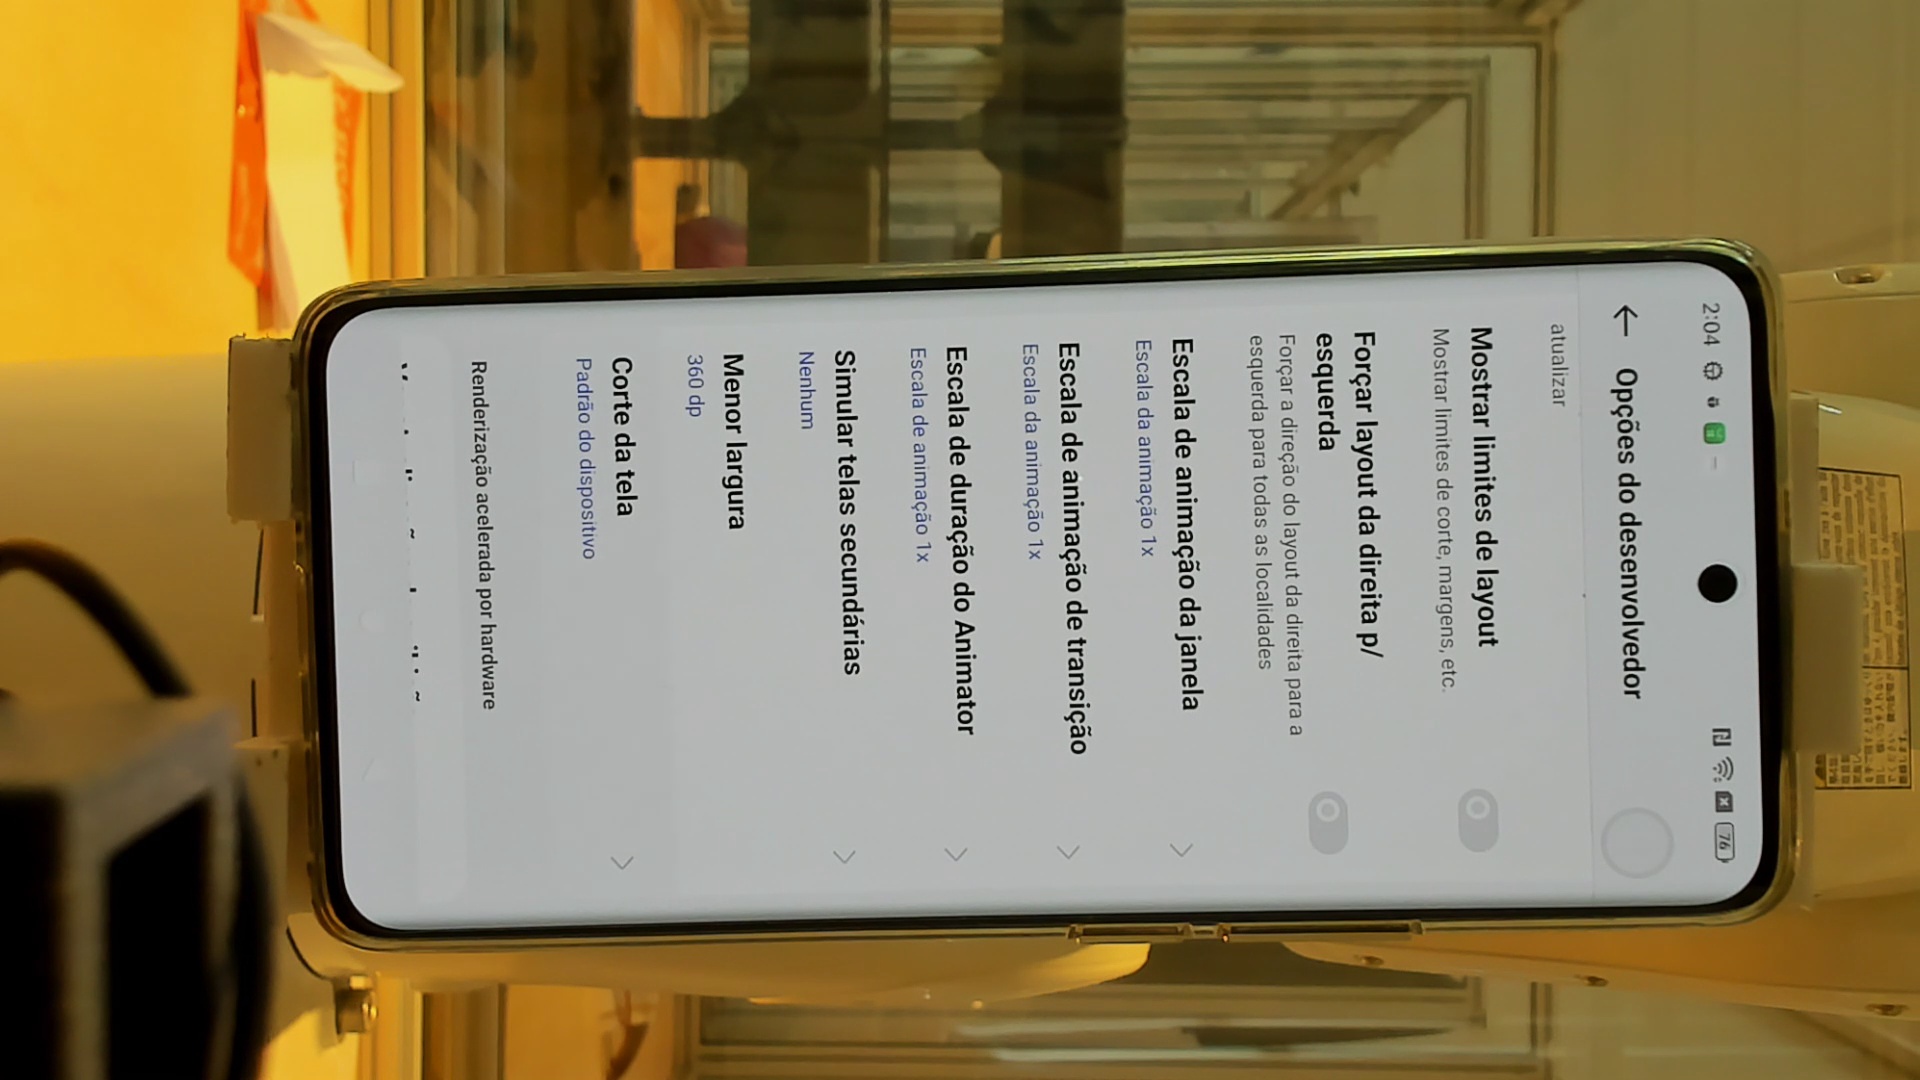 2:04
76
Opções do desenvolvedor
atualizar
Mostrar limites de layout
Mostrar limites de corte, margens, etc.
Forçar layout da direita p/
esquerda
Forçar a direção do layout da direita para a
esquerda para todas as localidades
Escala de animação da janela
Escala da animação 1x
Escala de animação de transição
Escala da animação 1x
Escala de duração do Animator
Escala de animação 1x
Simular telas secundárias
Nenhum
Menor largura
360 dp
Corte da tela
Padrão do dispositivo
Renderização acelerada por hardware